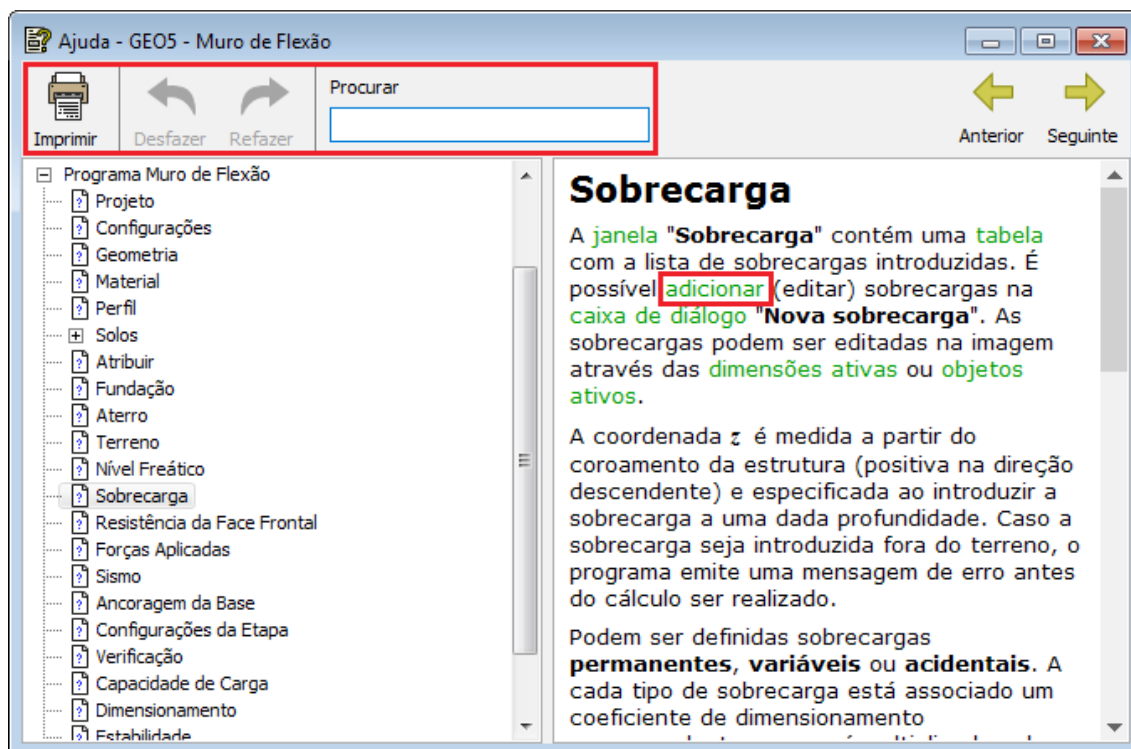 Ajuda - GEO5 - Muro de Flexão
Procurar
Imprimir
Desfazer
Refazer
Anterior
Seguinte
Programa Muro de Flexão
Projeto
Configurações
Geometria
Material
Perfil
Solos
Atribuir
Fundação
Aterro
Terreno
Nível Freático
Sobrecarga
Resistência da Face Frontal
Forças Aplicadas
Sismo
Ancoragem da Base
Configurações da Etapa
Verificação
Capacidade de Carga
Dimensionamento
Estabilidade
Sobrecarga
A janela "Sobrecarga" contém uma tabela
com a lista de sobrecargas introduzidas. É
possível adicionar (editar) sobrecargas na
caixa de diálogo "Nova sobrecarga". As
sobrecargas podem ser editadas na imagem
através das dimensões ativas ou objetos
ativos.
A coordenada z é medida a partir do
coroamento da estrutura (positiva na direção
descendente) e especificada ao introduzir a
sobrecarga a uma dada profundidade. Caso a
sobrecarga seja introduzida fora do terreno, o
programa emite uma mensagem de erro antes
do cálculo ser realizado.
Podem ser definidas sobrecargas
permanentes, variáveis ou acidentais. A
cada tipo de sobrecarga está associado um
coeficiente de dimensionamento